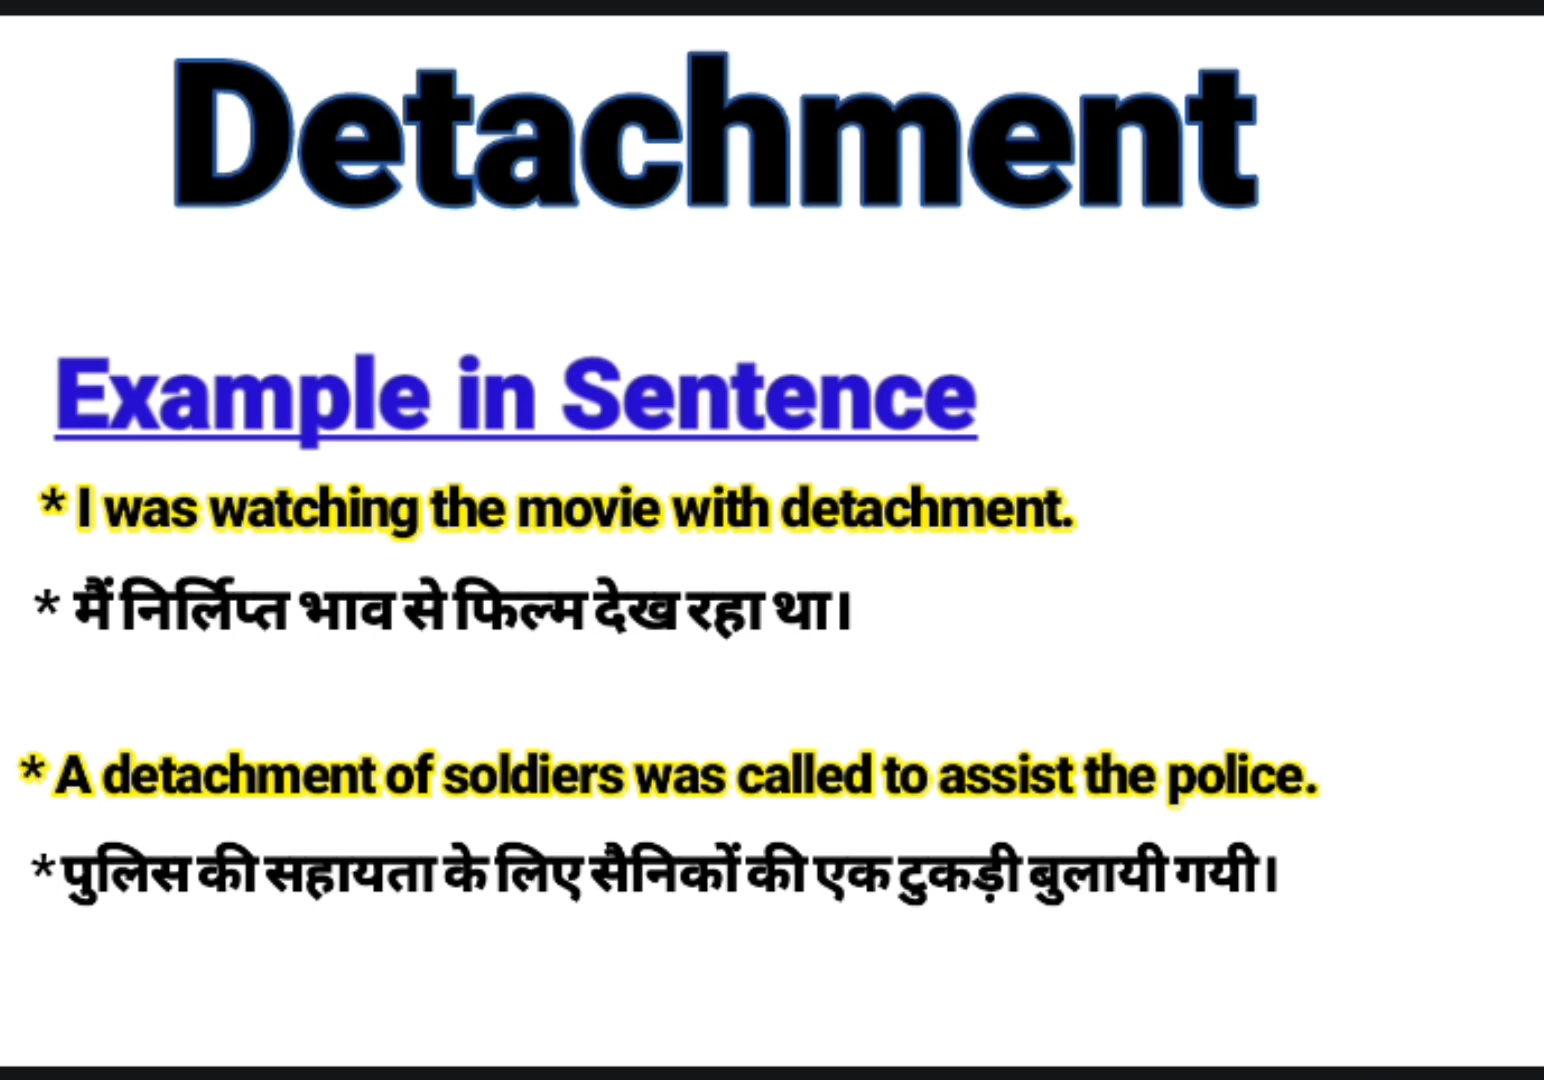 Detachment
Example in Sentence
* I was watching the movie with detachment.
* मैं निर्लिप्त भाव से फिल्म देख रहा था।
* A detachment of soldiers was called to assist the police.
* पुलिस की सहायता के लिए सैनिकों की एक टुकड़ी बुलायी गयी।